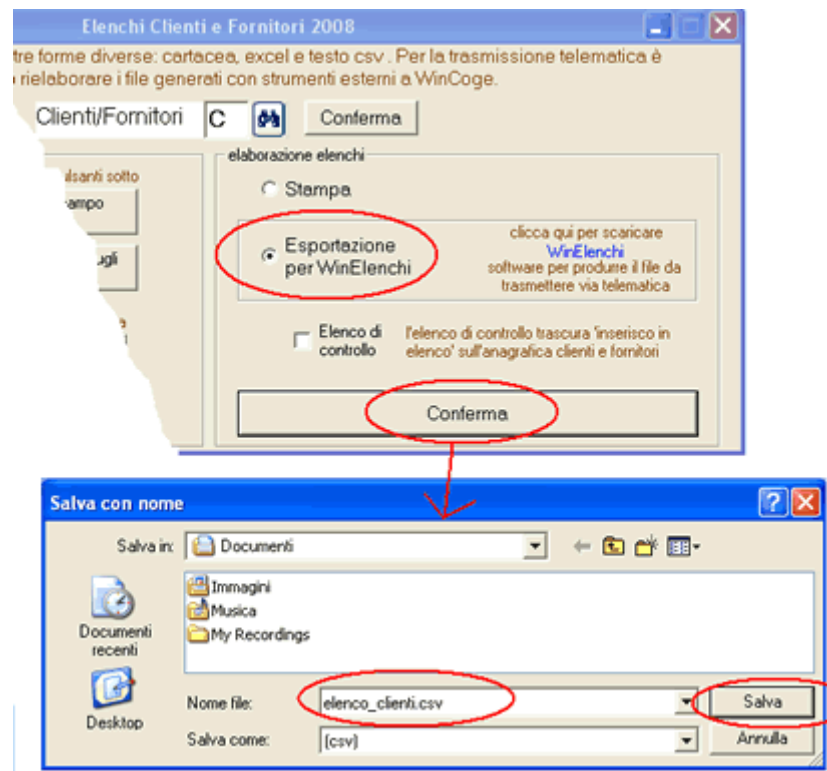 Elenchi Clienti e Fornitori 2008
tre forme diverse: cartacea, excel e testo csv . Per la trasmissione telematica è
rielaborare i file generati con strumenti esterni a WinCoge.
Clienti/Fornitori C Conferma
elaborazione elenchi
sotto
Stampa
Esportazione
per WinElenchi
clicca qui per scaricare
WinElenchi
software per produrre il file da
trasmettere via telematica
Elenco di
controllo
l'elenco di controllo trascura 'inserisco in
elenco' sull'anagrafica clienti e fornitori
Conferma
Salva con nome
Salva in: Documenti
Immagini
Musica
My Recordings
Documenti
recenti
Desktop
Nome file: elenco_clienti.csv Salva
Salva come: (csv) Annulla